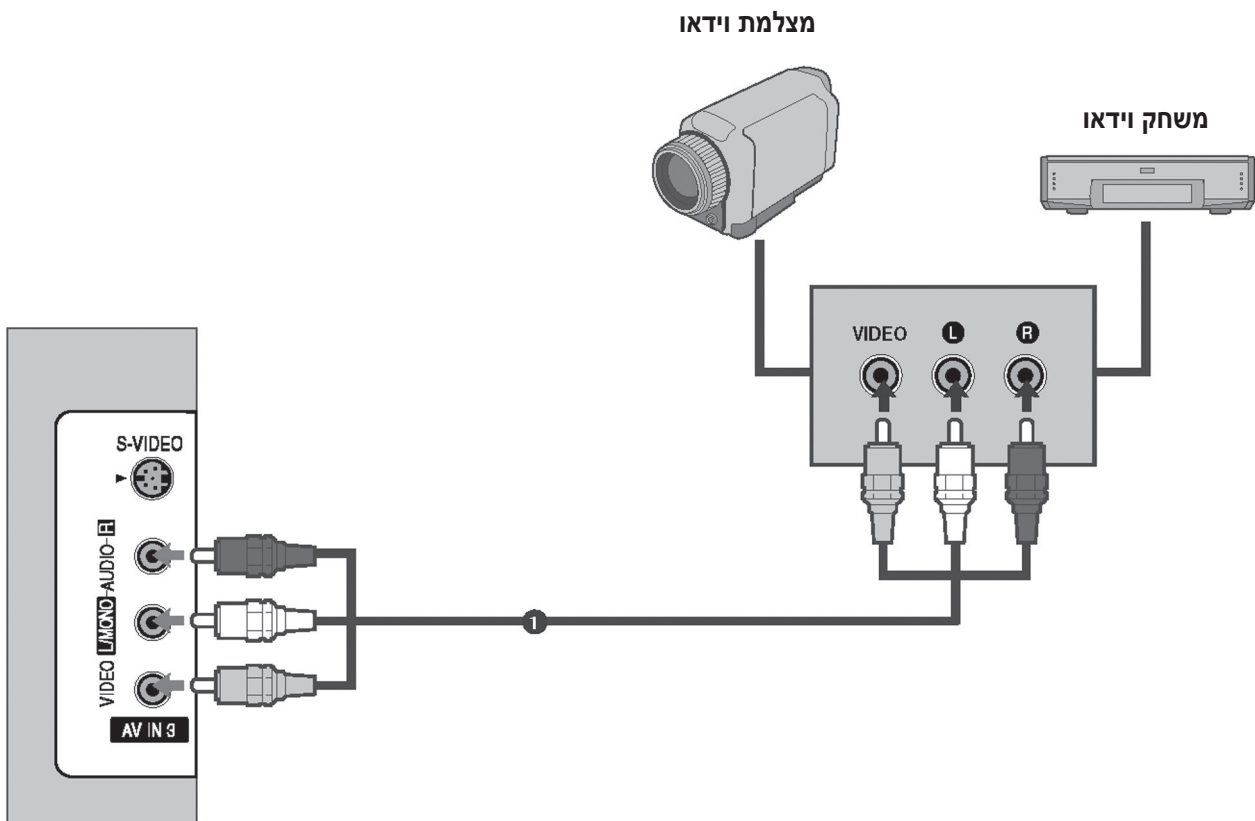 מצלמת וידאו
משחק וידאו
VIDEO L R
S-VIDEO
VIDEO L/MONO-AUDIO-R
AV IN 3
1